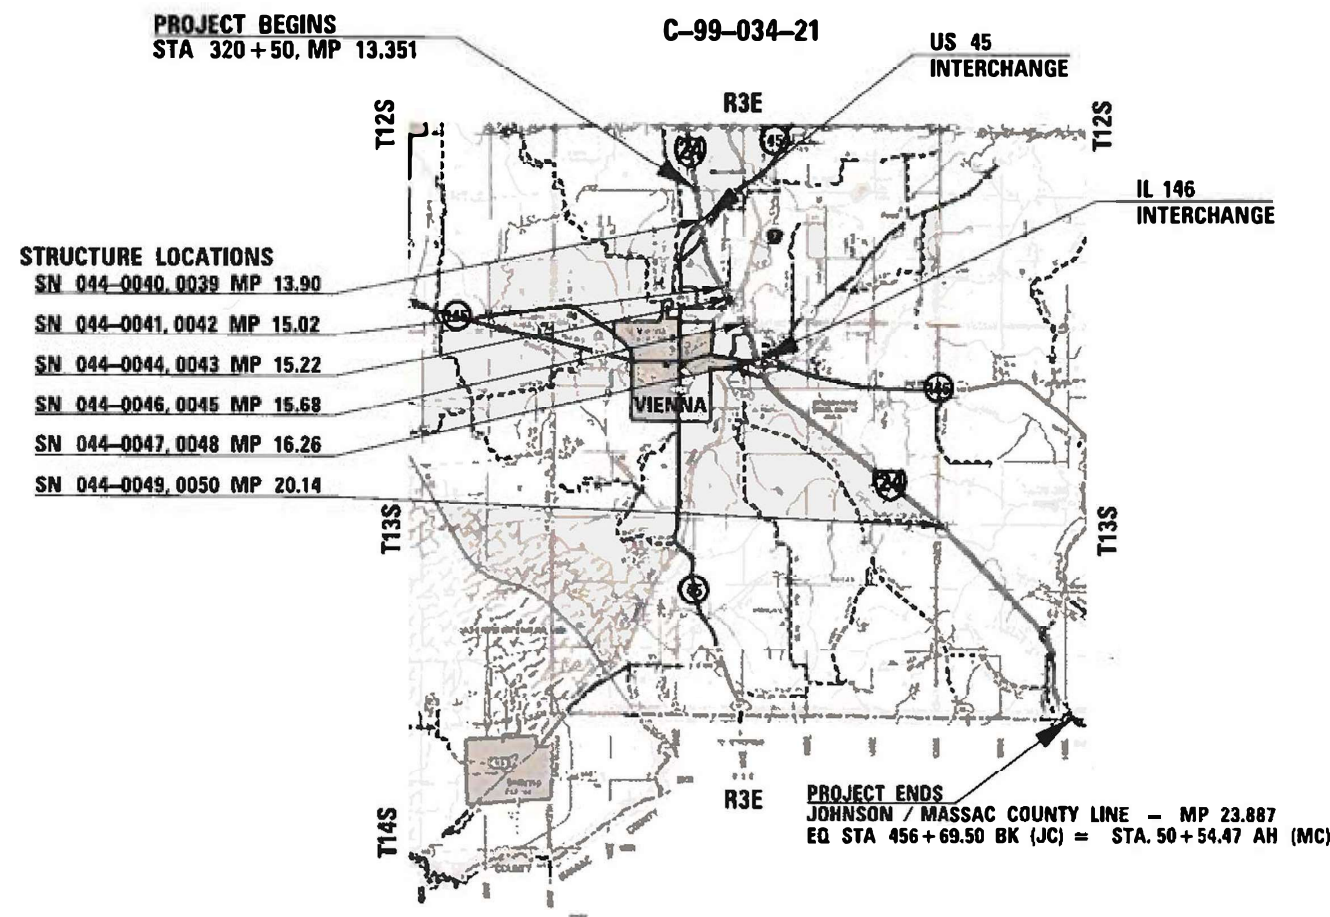 PROJECT BEGINS
STA 320+50, MP 13.351
C-99-034-21
US 45
INTERCHANGE
R3E
T12S
T12S
24
45
IL 146
INTERCHANGE
STRUCTURE LOCATIONS
SN 044-0040, 0039 MP 13.90
SN 044-0041, 0042 MP 15.02
SN 044-0044, 0043 MP 15.22
SN 044-0046, 0045 MP 15.68
SN 044-0047, 0048 MP 16.26
SN 044-0049, 0050 MP 20.14
Vienna
VIENNA
24
T13S
T13S
45
R3E
PROJECT ENDS
JOHNSON / MASSAC COUNTY LINE - MP 23.887
EQ STA 456+69.50 BK (JC) = STA. 50+54.47 AH (MC)
T14S
COUNTY
MASSAC
COUNTY